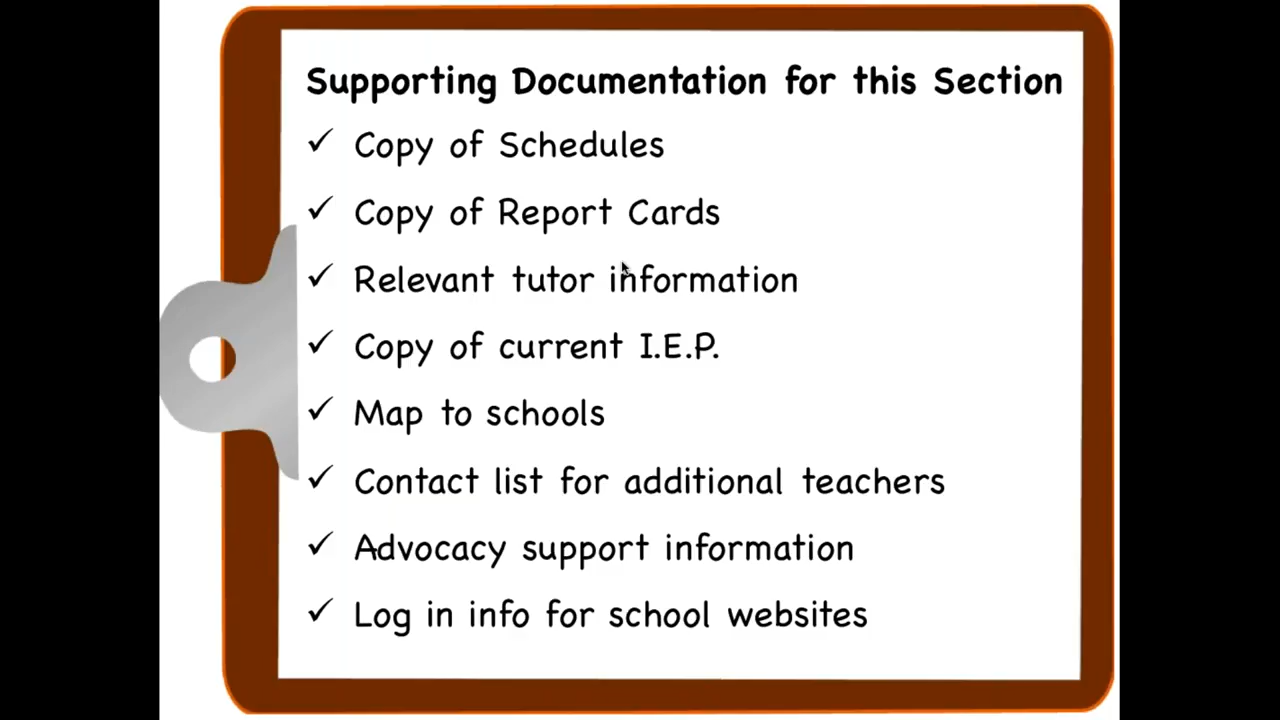 Supporting Documentation for this Section
✓ Copy of Schedules
✓ Copy of Report Cards
✓ Relevant tutor information
✓ Copy of current I.E.P.
✓ Map to schools
✓ Contact list for additional teachers
✓ Advocacy support information
✓ Log in info for school websites